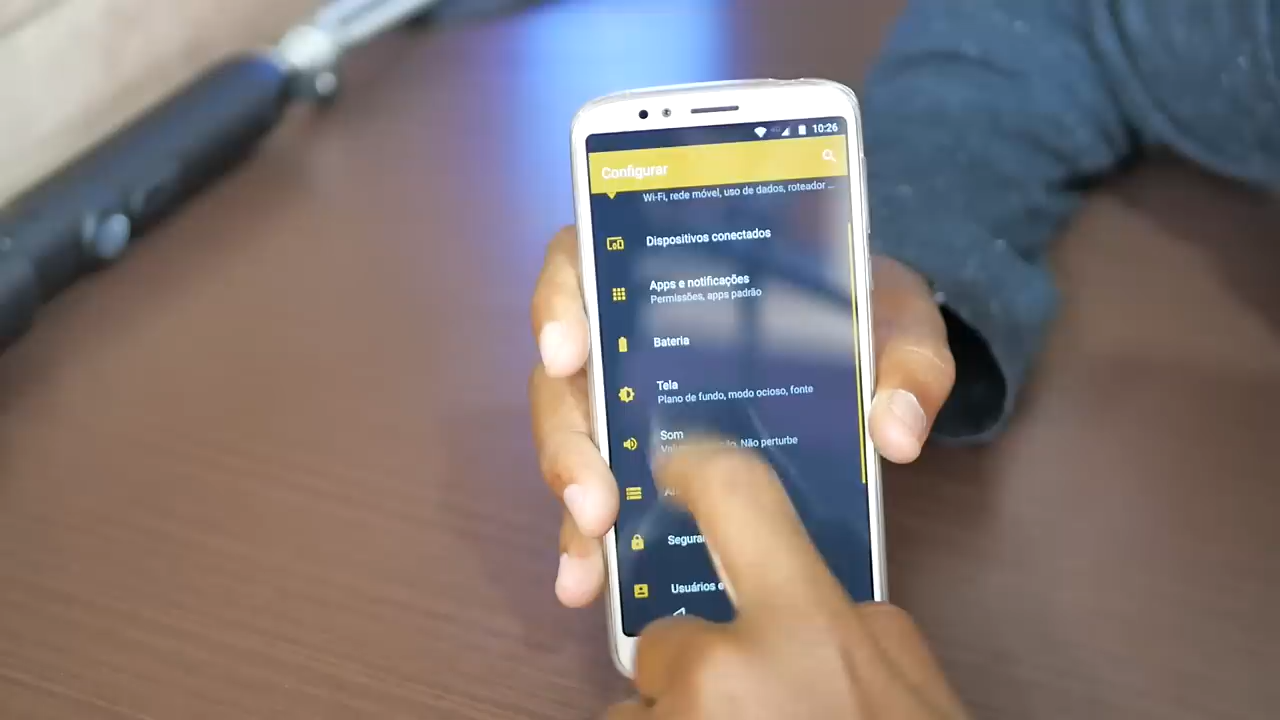 10:26
Configurar
Wi-Fi, rede móvel, uso de dados, roteador ...
Dispositivos conectados
Apps e notificações
Permissões, apps padrão
Bateria
Tela
Plano de fundo, modo ocioso, fonte
Som
Não perturbe
Usuários e